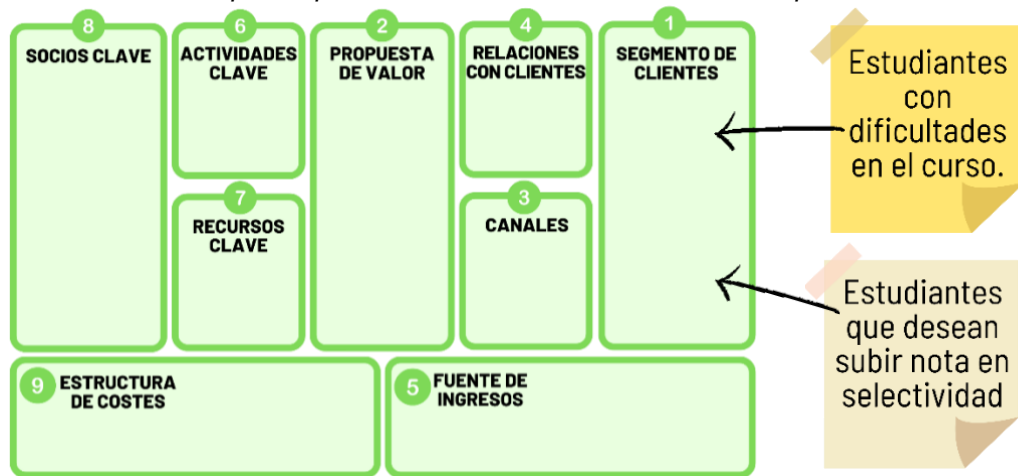 8
SOCIOS CLAVE
6
ACTIVIDADES
CLAVE
7
RECURSOS
CLAVE
2
PROPUESTA
DE VALOR
4
RELACIONES
CON CLIENTES
3
CANALES
1
SEGMENTO DE
CLIENTES
9 ESTRUCTURA
DE COSTES
5 FUENTE DE
INGRESOS
Estudiantes
con
dificultades
en el curso.
Estudiantes
que desean
subir nota en
selectividad